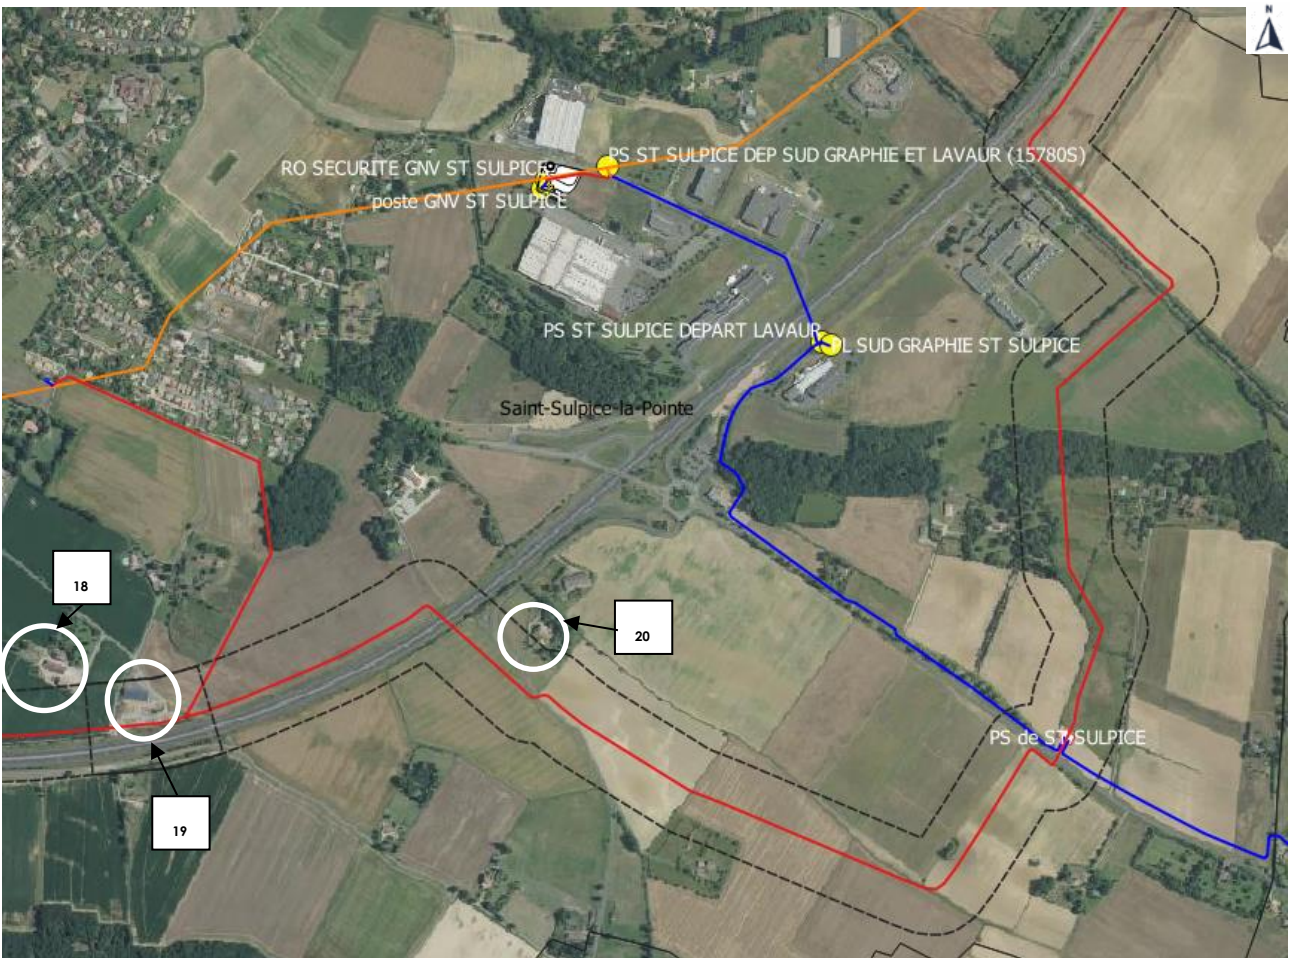 N
PS ST SULPICE DEP SUD GRAPHIE ET LAVAUR (15780S)
RO SECURITE GNV ST SULPICE
poste GNV ST SULPICE
PS ST SULPICE DEPART LAVAUR
PL SUD GRAPHIE ST SULPICE
Saint-Sulpice-la-Pointe
18
20
PS de ST SULPICE
19